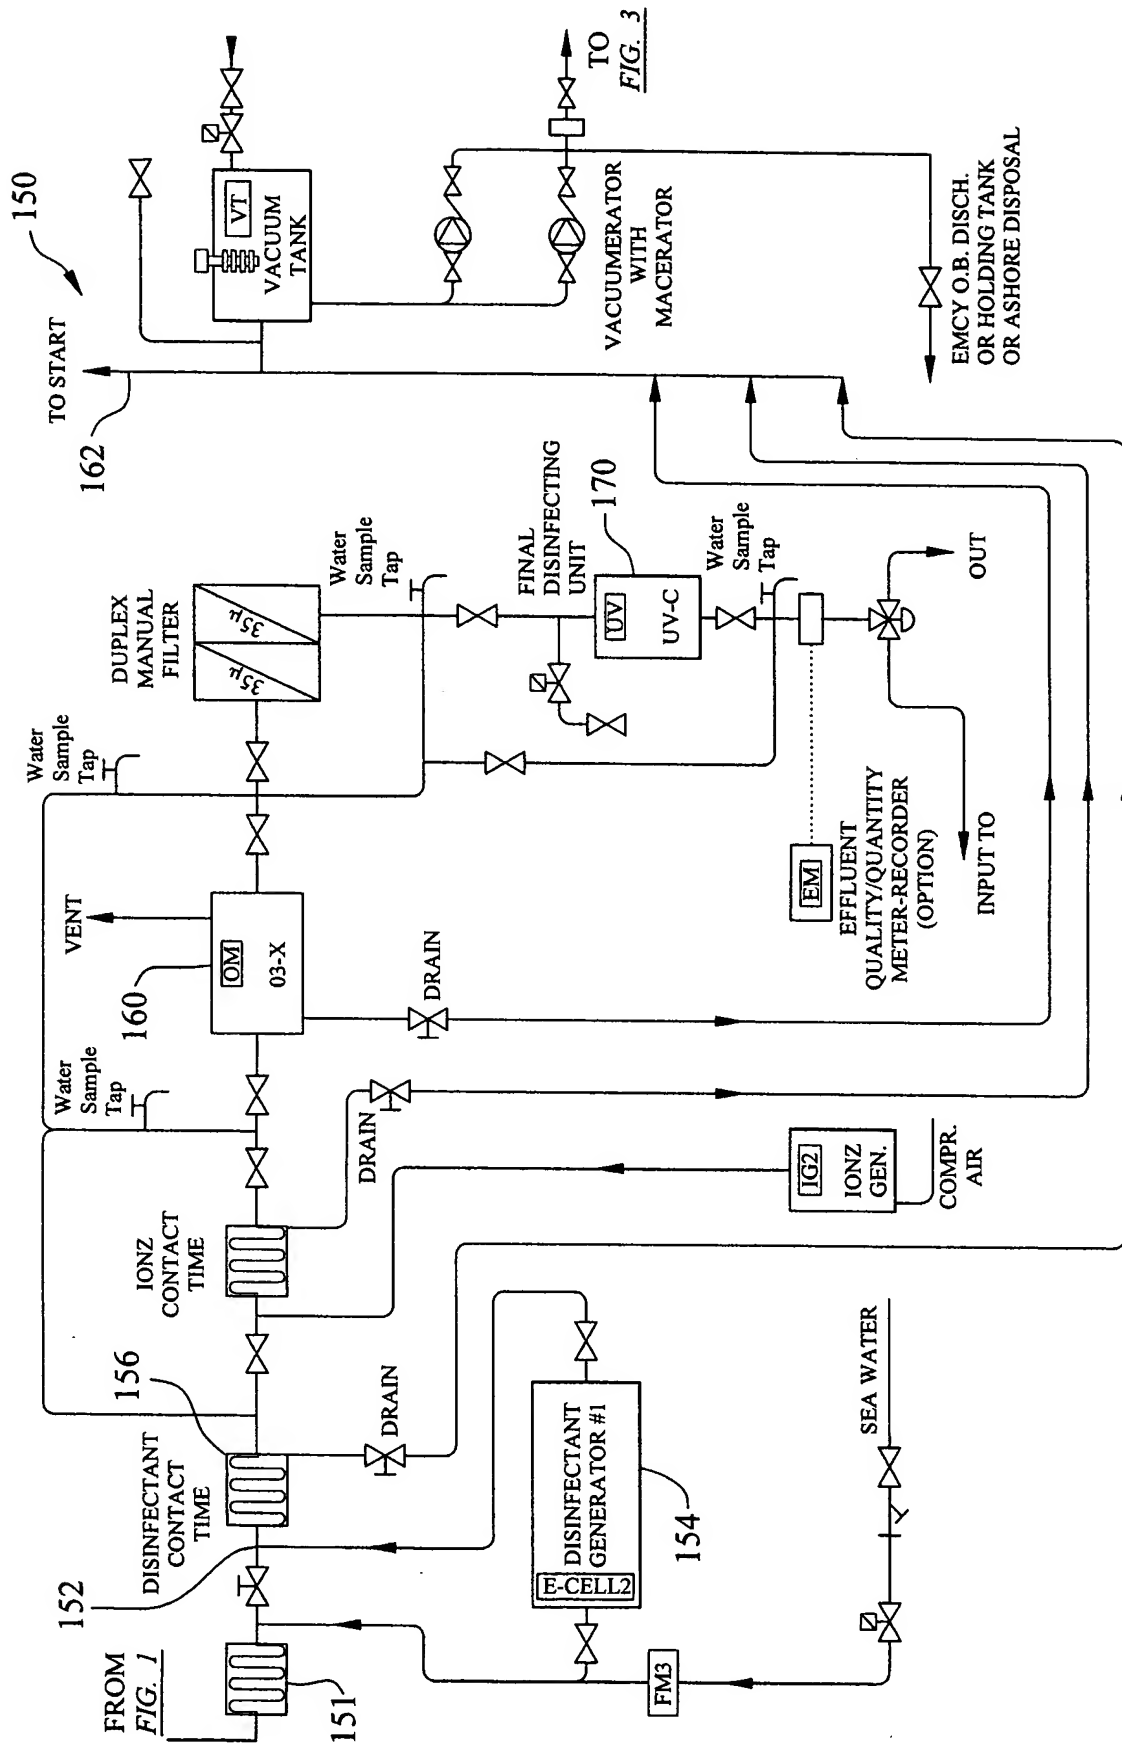 FROM
FIG. 1
151
152
DISINFECTANT
CONTACT
TIME
156
DRAIN
E-CELL2
DISINFECTANT
GENERATOR #1
154
FM3
SEA WATER
IONZ
CONTACT
TIME
DRAIN
IG2
IONZ
GEN.
COMPR.
AIR
Water
Sample
Tap
160
VENT
OM
03-X
DRAIN
Water
Sample
Tap
DUPLEX
MANUAL
FILTER
35μ
35μ
Water
Sample
Tap
FINAL
DISINFECTING
UNIT
UV
UV-C
170
Water
Sample
Tap
EM
EFFLUENT
QUALITY/QUANTITY
METER-RECORDER
(OPTION)
INPUT TO
OUT
162
TO START
150
VT
VACUUM
TANK
VACUUMERATOR
WITH
MACERATOR
TO
FIG. 3
EMCY O.B. DISCH.
OR HOLDING TANK
OR ASHORE DISPOSAL